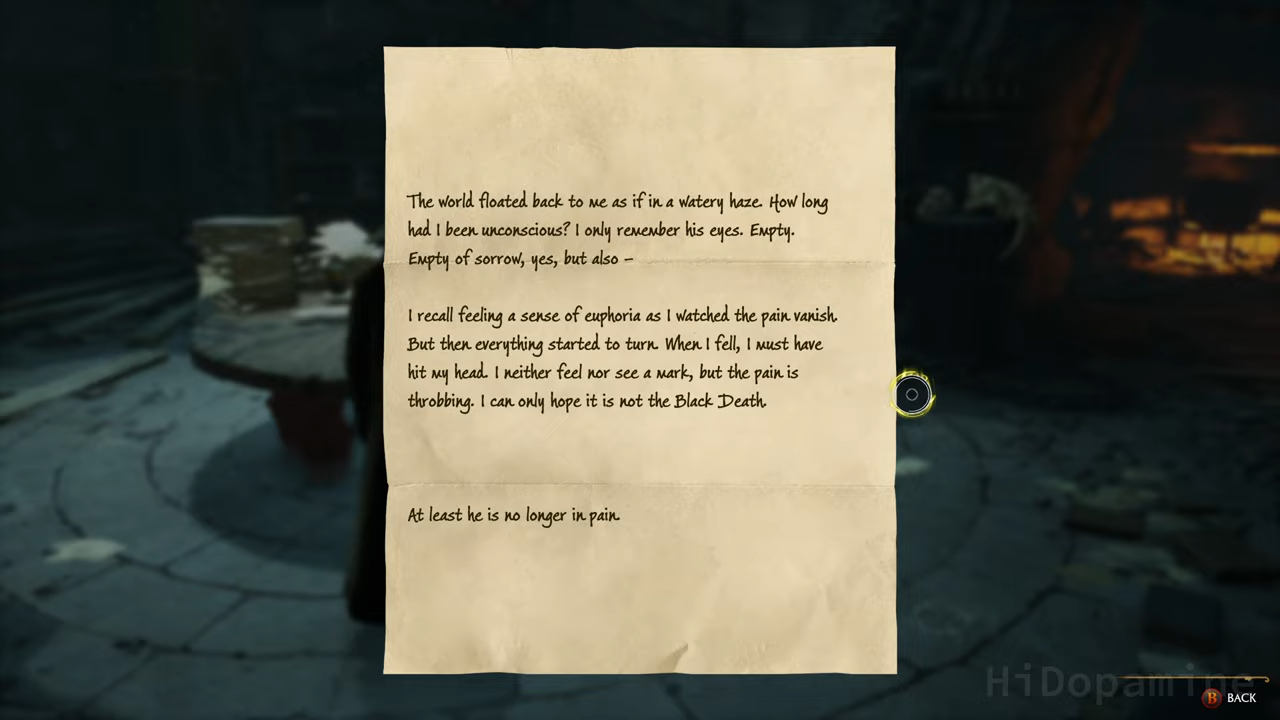 The world floated back to me as if in a watery haze. How long
had I been unconscious? I only remember his eyes. Empty.
Empty of sorrow, yes, but also –
I recall feeling a sense of euphoria as I watched the pain vanish.
But then everything started to turn. When I fell, I must have
hit my head. I neither feel nor see a mark, but the pain is
throbbing. I can only hope it is not the Black Death.
At least he is no longer in pain.
HiDopamine
B BACK